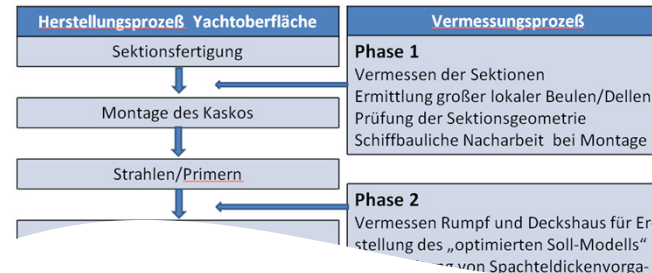 Herstellungsprozeß Yachtoberfläche
Sektionsfertigung
Montage des Kaskos
Strahlen/Primern
Vermessungsprozeß
Phase 1
Vermessen der Sektionen
Ermittlung großer lokaler Beulen/Dellen
Prüfung der Sektionsgeometrie
Schiffbauliche Nacharbeit bei Montage
Phase 2
Vermessen Rumpf und Deckshaus für Er-
stellung des „optimierten Soll-Modells“
von Spachteldickenvorga-